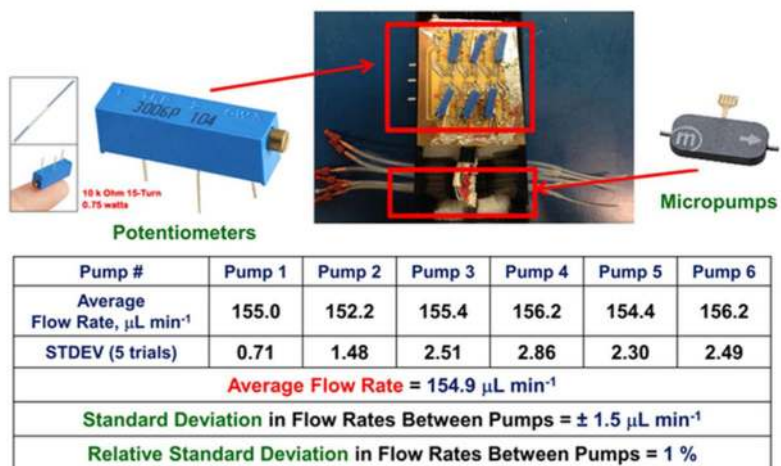 3006P 104
10 k Ohm 15-Turn
0.75 watts
Potentiometers
m
Micropumps
Pump # Pump 1 Pump 2 Pump 3 Pump 4 Pump 5 Pump 6
Average
Flow Rate, µL min⁻¹ 155.0 152.2 155.4 156.2 154.4 156.2
STDEV (5 trials) 0.71 1.48 2.51 2.86 2.30 2.49
Average Flow Rate = 154.9 µL min⁻¹
Standard Deviation in Flow Rates Between Pumps = ± 1.5 µL min⁻¹
Relative Standard Deviation in Flow Rates Between Pumps = 1 %